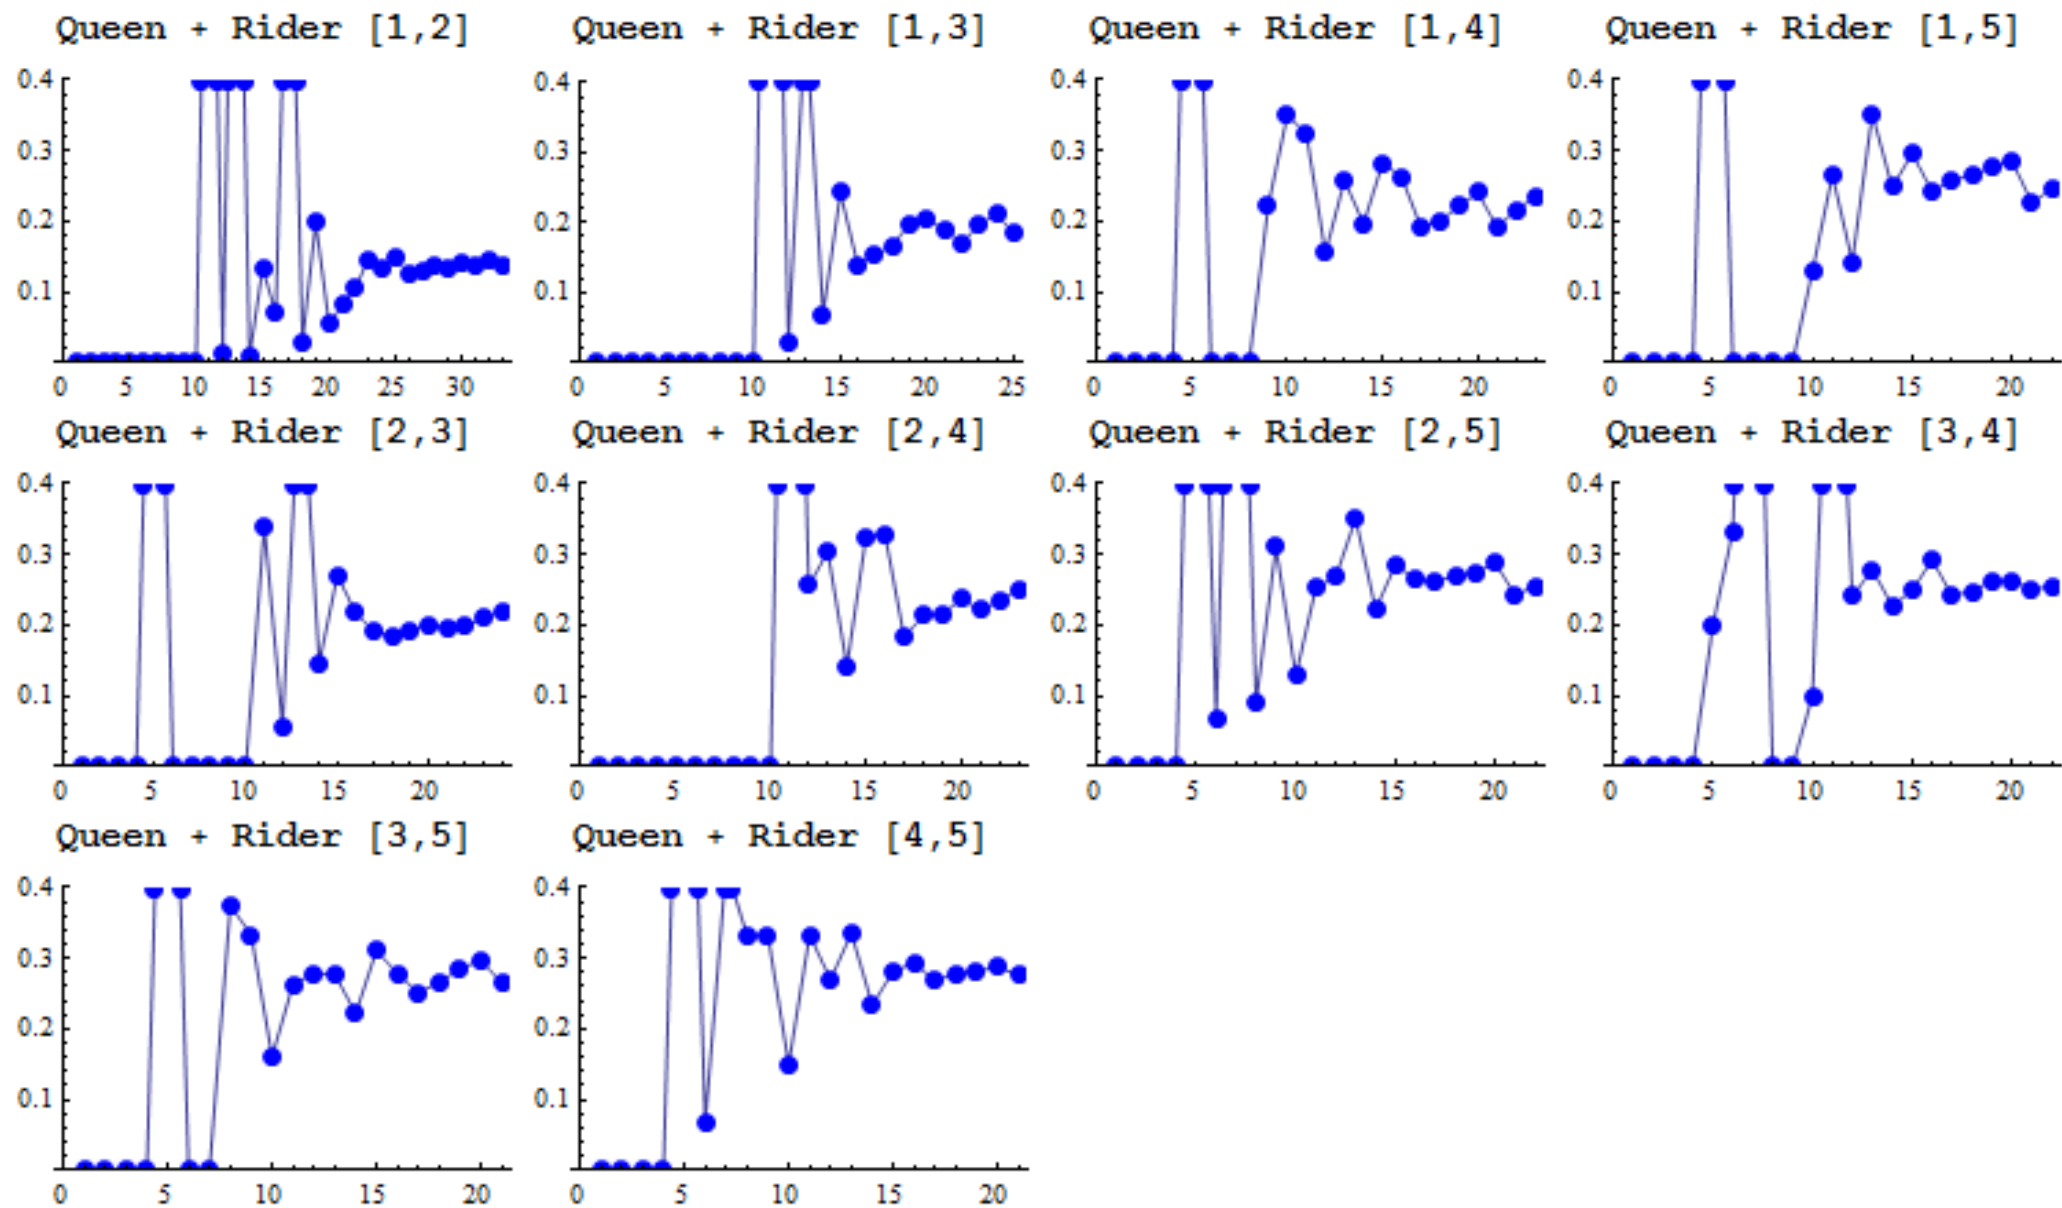 Queen + Rider [1,2] Queen + Rider [1,3] Queen + Rider [1,4] Queen + Rider [1,5]
0.4 0.4 0.4 0.4
0.3 0.3 0.3 0.3
0.2 0.2 0.2 0.2
0.1 0.1 0.1 0.1
0 5 10 15 20 25 30 0 5 10 15 20 25 0 5 10 15 20 0 5 10 15 20
Queen + Rider [2,3] Queen + Rider [2,4] Queen + Rider [2,5] Queen + Rider [3,4]
0.4 0.4 0.4 0.4
0.3 0.3 0.3 0.3
0.2 0.2 0.2 0.2
0.1 0.1 0.1 0.1
0 5 10 15 20 0 5 10 15 20 0 5 10 15 20 0 5 10 15 20
Queen + Rider [3,5] Queen + Rider [4,5]
0.4 0.4
0.3 0.3
0.2 0.2
0.1 0.1
0 5 10 15 20 0 5 10 15 20